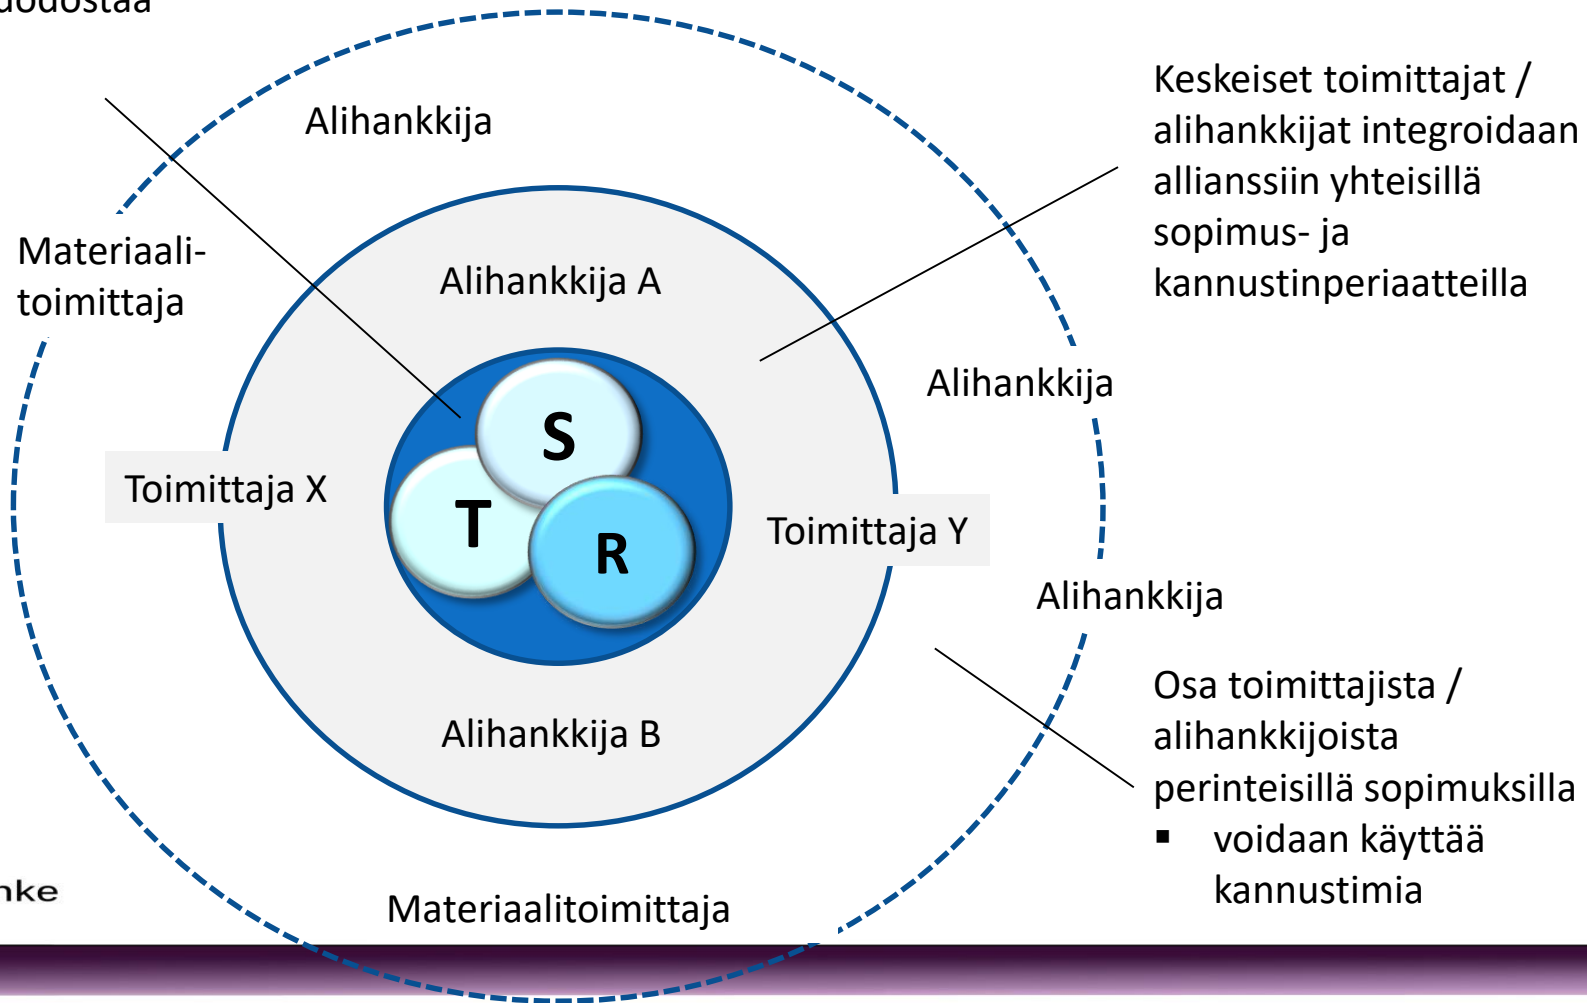 Alihankkija
Keskeiset toimittajat /
alihankkijat integroidaan
allianssiin yhteisillä
sopimus- ja
kannustinperiaatteilla
Materiaali-
toimittaja
Alihankkija A
Alihankkija
S
T
R
Toimittaja X
Toimittaja Y
Alihankkija
Alihankkija B
Osa toimittajista /
alihankkijoista
perinteisillä sopimuksilla
▪ voidaan käyttää
kannustimia
Materiaalitoimittaja